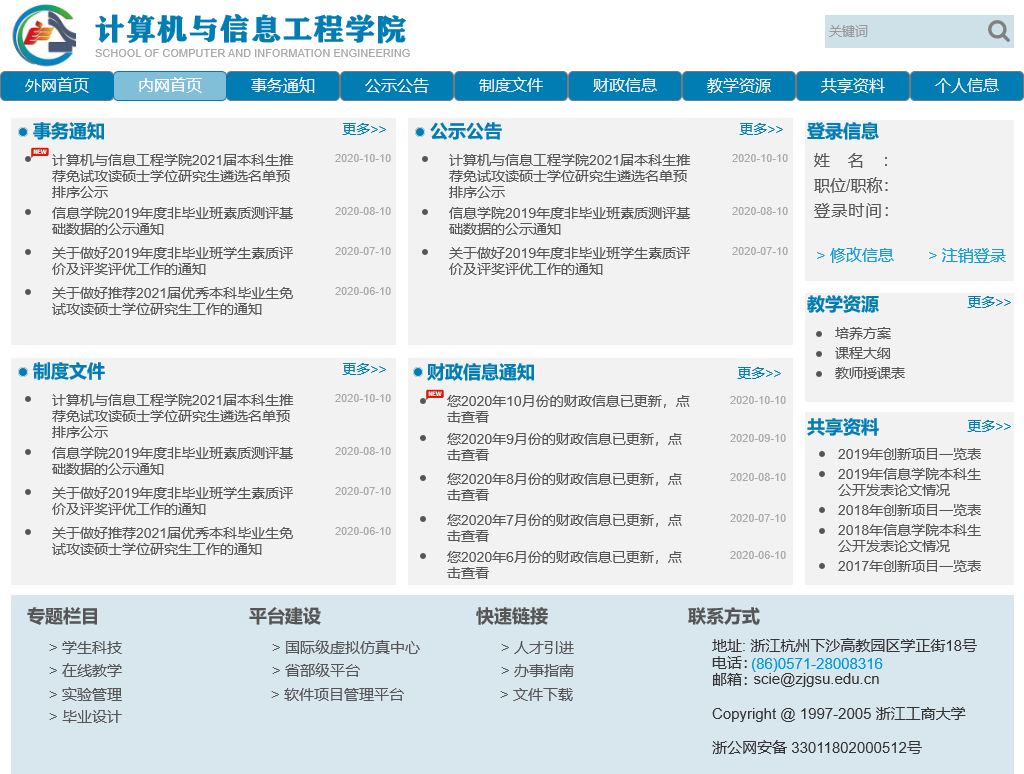 计算机与信息工程学院
SCHOOL OF COMPUTER AND INFORMATION ENGINEERING
关键词
外网首页 内网首页 事务通知 公示公告 制度文件 财政信息 教学资源 共享资料 个人信息
事务通知 更多>>
NEW
计算机与信息工程学院2021届本科生推 2020-10-10
荐免试攻读硕士学位研究生遴选名单预
排序公示
信息学院2019年度非毕业班素质测评基 2020-08-10
础数据的公示通知
关于做好2019年度非毕业班学生素质评 2020-07-10
价及评奖评优工作的通知
关于做好推荐2021届优秀本科毕业生免 2020-06-10
试攻读硕士学位研究生工作的通知
公示公告 更多>>
计算机与信息工程学院2021届本科生推 2020-10-10
荐免试攻读硕士学位研究生遴选名单预
排序公示
信息学院2019年度非毕业班素质测评基 2020-08-10
础数据的公示通知
关于做好2019年度非毕业班学生素质评 2020-07-10
价及评奖评优工作的通知
登录信息
姓 名 ：
职位/职称：
登录时间：
> 修改信息 > 注销登录
教学资源 更多>>
培养方案
课程大纲
教师授课表
制度文件 更多>>
计算机与信息工程学院2021届本科生推 2020-10-10
荐免试攻读硕士学位研究生遴选名单预
排序公示
信息学院2019年度非毕业班素质测评基 2020-08-10
础数据的公示通知
关于做好2019年度非毕业班学生素质评 2020-07-10
价及评奖评优工作的通知
关于做好推荐2021届优秀本科毕业生免 2020-06-10
试攻读硕士学位研究生工作的通知
财政信息通知 更多>>
NEW
您2020年10月份的财政信息已更新，点 2020-10-10
击查看
您2020年9月份的财政信息已更新，点 2020-09-10
击查看
您2020年8月份的财政信息已更新，点 2020-08-10
击查看
您2020年7月份的财政信息已更新，点 2020-07-10
击查看
您2020年6月份的财政信息已更新，点 2020-06-10
击查看
共享资料 更多>>
2019年创新项目一览表
2019年信息学院本科生
公开发表论文情况
2018年创新项目一览表
2018年信息学院本科生
公开发表论文情况
2017年创新项目一览表
专题栏目
> 学生科技
> 在线教学
> 实验管理
> 毕业设计
平台建设
> 国际级虚拟仿真中心
> 省部级平台
> 软件项目管理平台
快速链接
> 人才引进
> 办事指南
> 文件下载
联系方式
地址: 浙江杭州下沙高教园区学正街18号
电话：(86)0571-28008316
邮箱：scie@zjgsu.edu.cn
Copyright @ 1997-2005 浙江工商大学
浙公网安备 33011802000512号